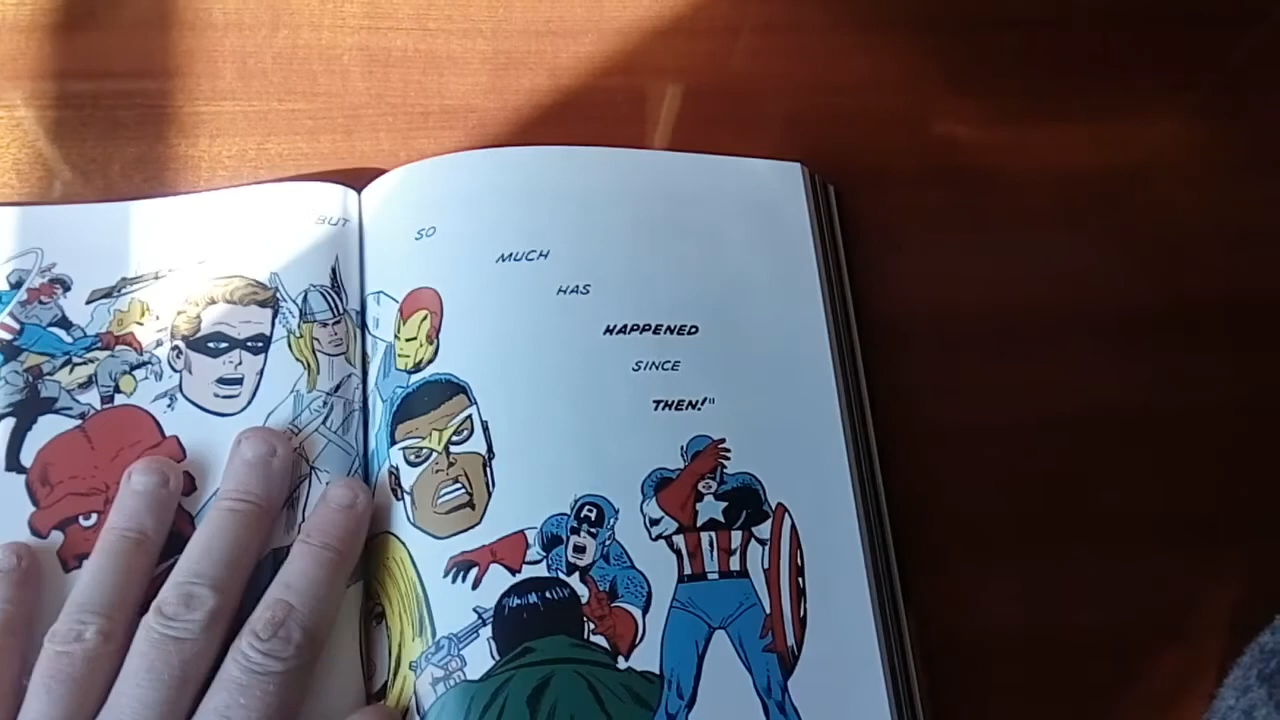 BUT
SO
MUCH
HAS
HAPPENED
SINCE
THEN!"
A